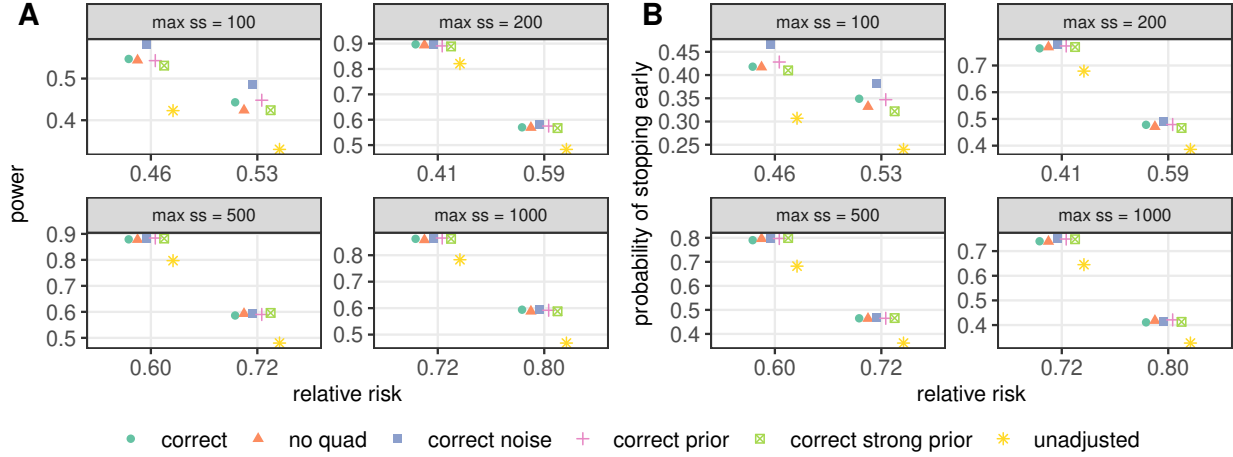 A
B
max ss = 100
max ss = 200
max ss = 100
max ss = 200
0.5
0.4
0.9
0.8
0.7
0.6
0.5
0.45
0.40
0.35
0.30
0.25
0.7
0.6
0.5
0.4
0.46
0.53
0.41
0.59
0.46
0.53
0.41
0.59
power
probability of stopping early
max ss = 500
max ss = 1000
max ss = 500
max ss = 1000
0.9
0.8
0.7
0.6
0.5
0.8
0.7
0.6
0.5
0.8
0.7
0.6
0.5
0.4
0.7
0.6
0.5
0.4
0.60
0.72
0.72
0.80
0.60
0.72
0.72
0.80
relative risk
relative risk
correct
no quad
correct noise
correct prior
correct strong prior
unadjusted